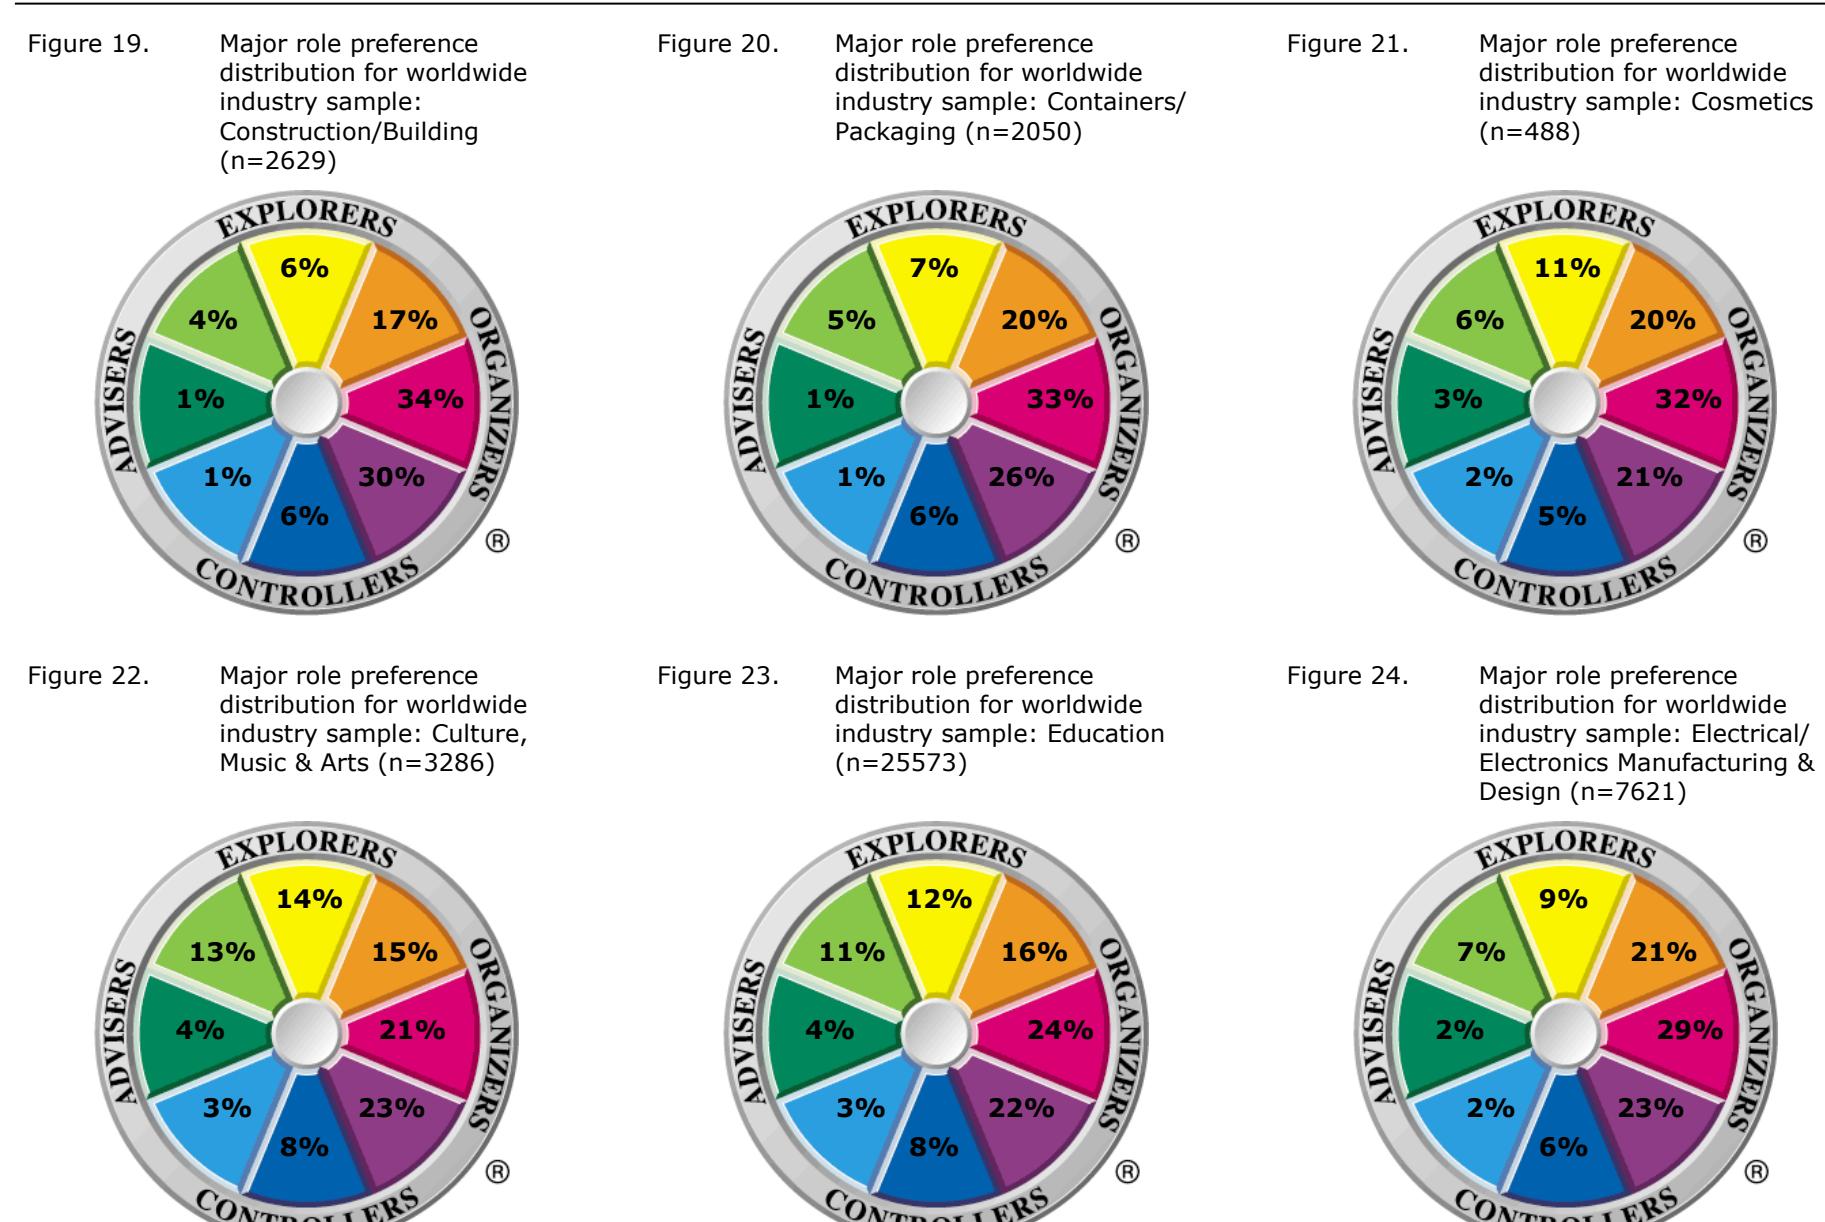 Figure 19.
Major role preference
distribution for worldwide
industry sample:
Construction/Building
(n=2629)
EXPLORERS
ORGANIZERS
CONTROLLERS
ADVISERS
6%
17%
34%
30%
6%
1%
1%
4%
®
Figure 20.
Major role preference
distribution for worldwide
industry sample: Containers/
Packaging (n=2050)
EXPLORERS
ORGANIZERS
CONTROLLERS
ADVISERS
7%
20%
33%
26%
6%
1%
1%
5%
®
Figure 21.
Major role preference
distribution for worldwide
industry sample: Cosmetics
(n=488)
EXPLORERS
ORGANIZERS
CONTROLLERS
ADVISERS
11%
20%
32%
21%
5%
2%
3%
6%
®
Figure 22.
Major role preference
distribution for worldwide
industry sample: Culture,
Music & Arts (n=3286)
EXPLORERS
ORGANIZERS
CONTROLLERS
ADVISERS
14%
15%
21%
23%
8%
3%
4%
13%
®
Figure 23.
Major role preference
distribution for worldwide
industry sample: Education
(n=25573)
EXPLORERS
ORGANIZERS
CONTROLLERS
ADVISERS
12%
16%
24%
22%
8%
3%
4%
11%
®
Figure 24.
Major role preference
distribution for worldwide
industry sample: Electrical/
Electronics Manufacturing &
Design (n=7621)
EXPLORERS
ORGANIZERS
CONTROLLERS
ADVISERS
9%
21%
29%
23%
6%
2%
2%
7%
®